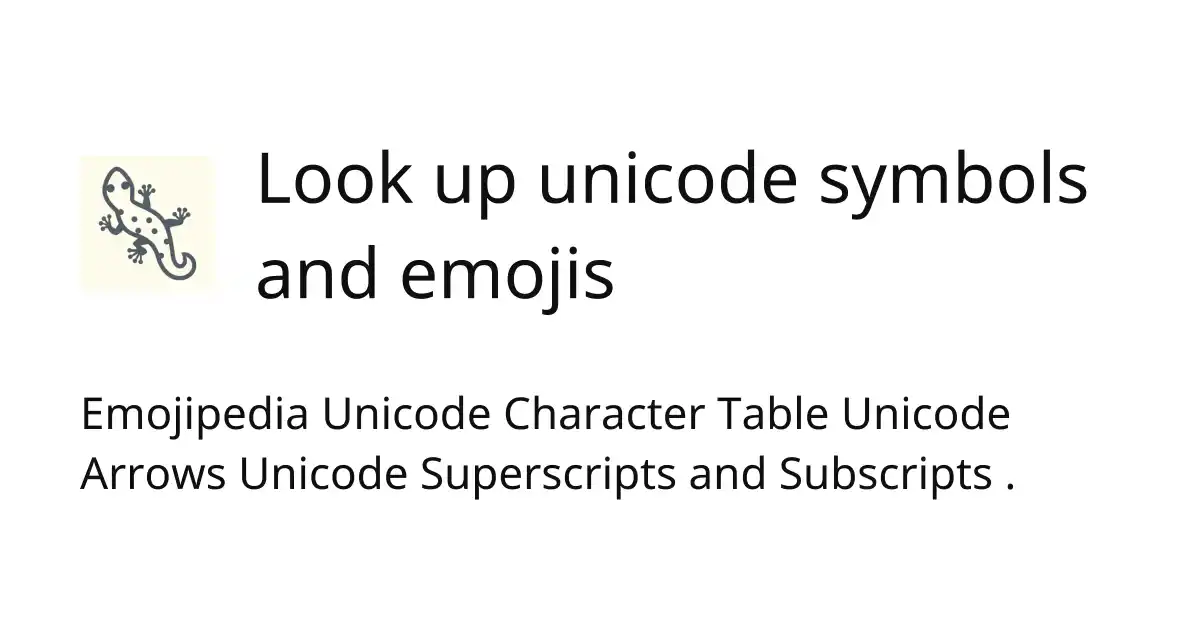 Look up unicode symbols
and emojis
Emojipedia Unicode Character Table Unicode
Arrows Unicode Superscripts and Subscripts .